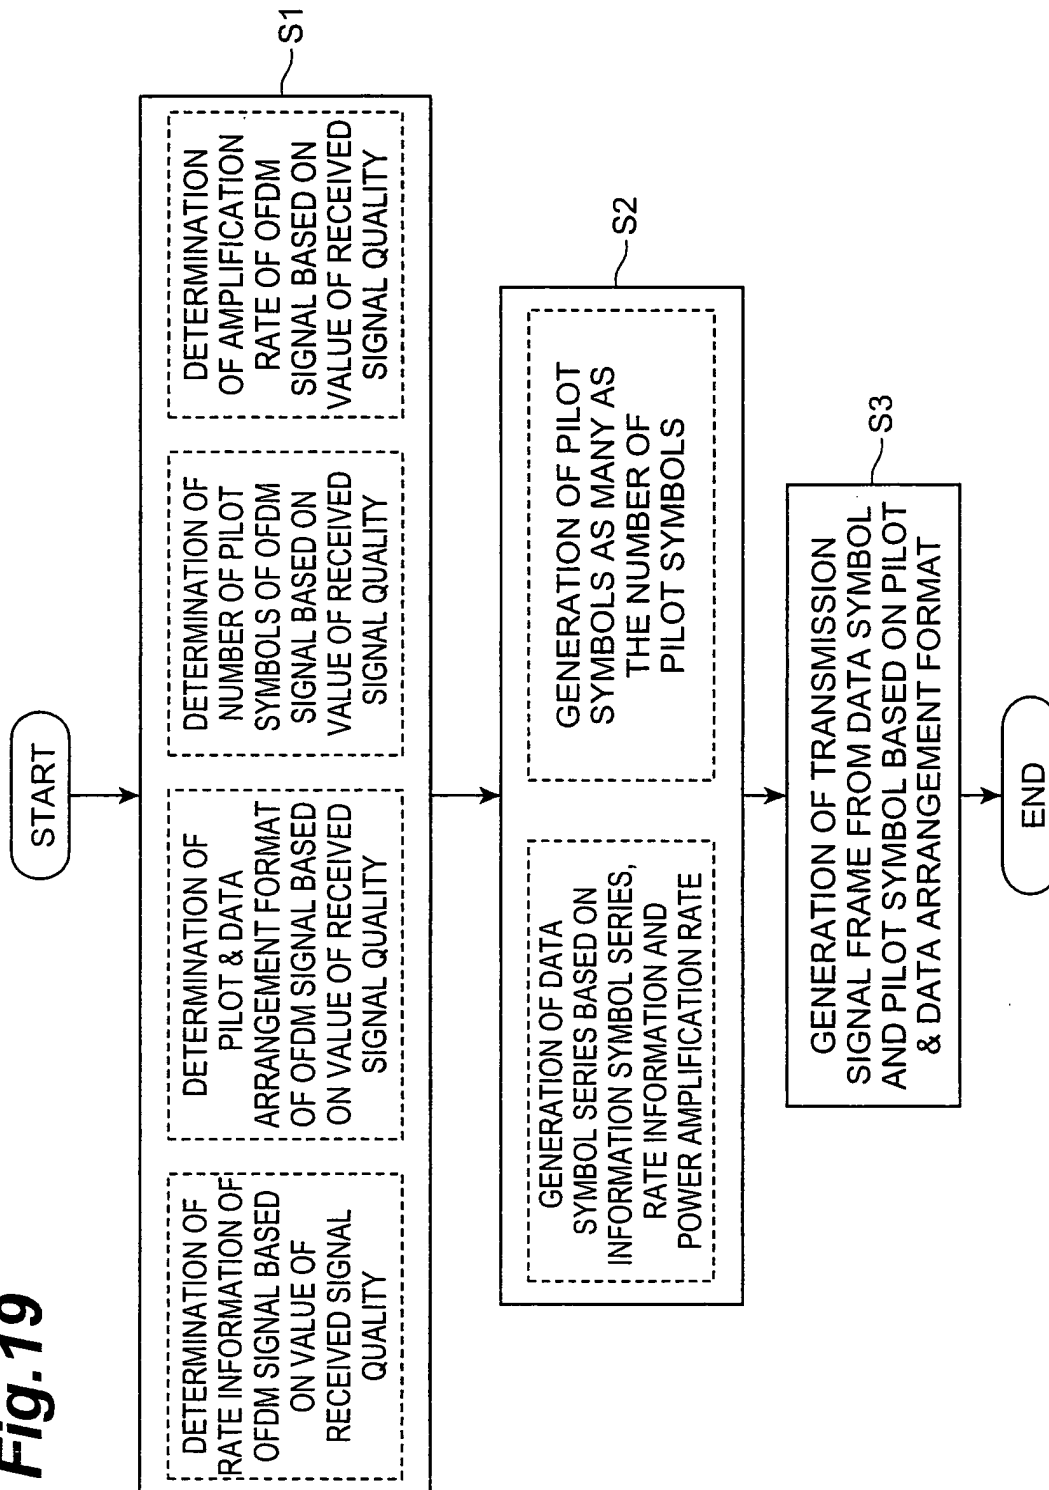 Fig.19
START
DETERMINATION OF
RATE INFORMATION OF
OFDM SIGNAL BASED
ON VALUE OF
RECEIVED SIGNAL
QUALITY
DETERMINATION OF
PILOT & DATA
ARRANGEMENT FORMAT
OF OFDM SIGNAL BASED
ON VALUE OF RECEIVED
SIGNAL QUALITY
DETERMINATION OF
NUMBER OF PILOT
SYMBOLS OF OFDM
SIGNAL BASED ON
VALUE OF RECEIVED
SIGNAL QUALITY
DETERMINATION
OF AMPLIFICATION
RATE OF OFDM
SIGNAL BASED ON
VALUE OF RECEIVED
SIGNAL QUALITY
S1
GENERATION OF DATA
SYMBOL SERIES BASED ON
INFORMATION SYMBOL SERIES,
RATE INFORMATION AND
POWER AMPLIFICATION RATE
GENERATION OF PILOT
SYMBOLS AS MANY AS
THE NUMBER OF
PILOT SYMBOLS
S2
GENERATION OF TRANSMISSION
SIGNAL FRAME FROM DATA SYMBOL
AND PILOT SYMBOL BASED ON PILOT
& DATA ARRANGEMENT FORMAT
S3
END